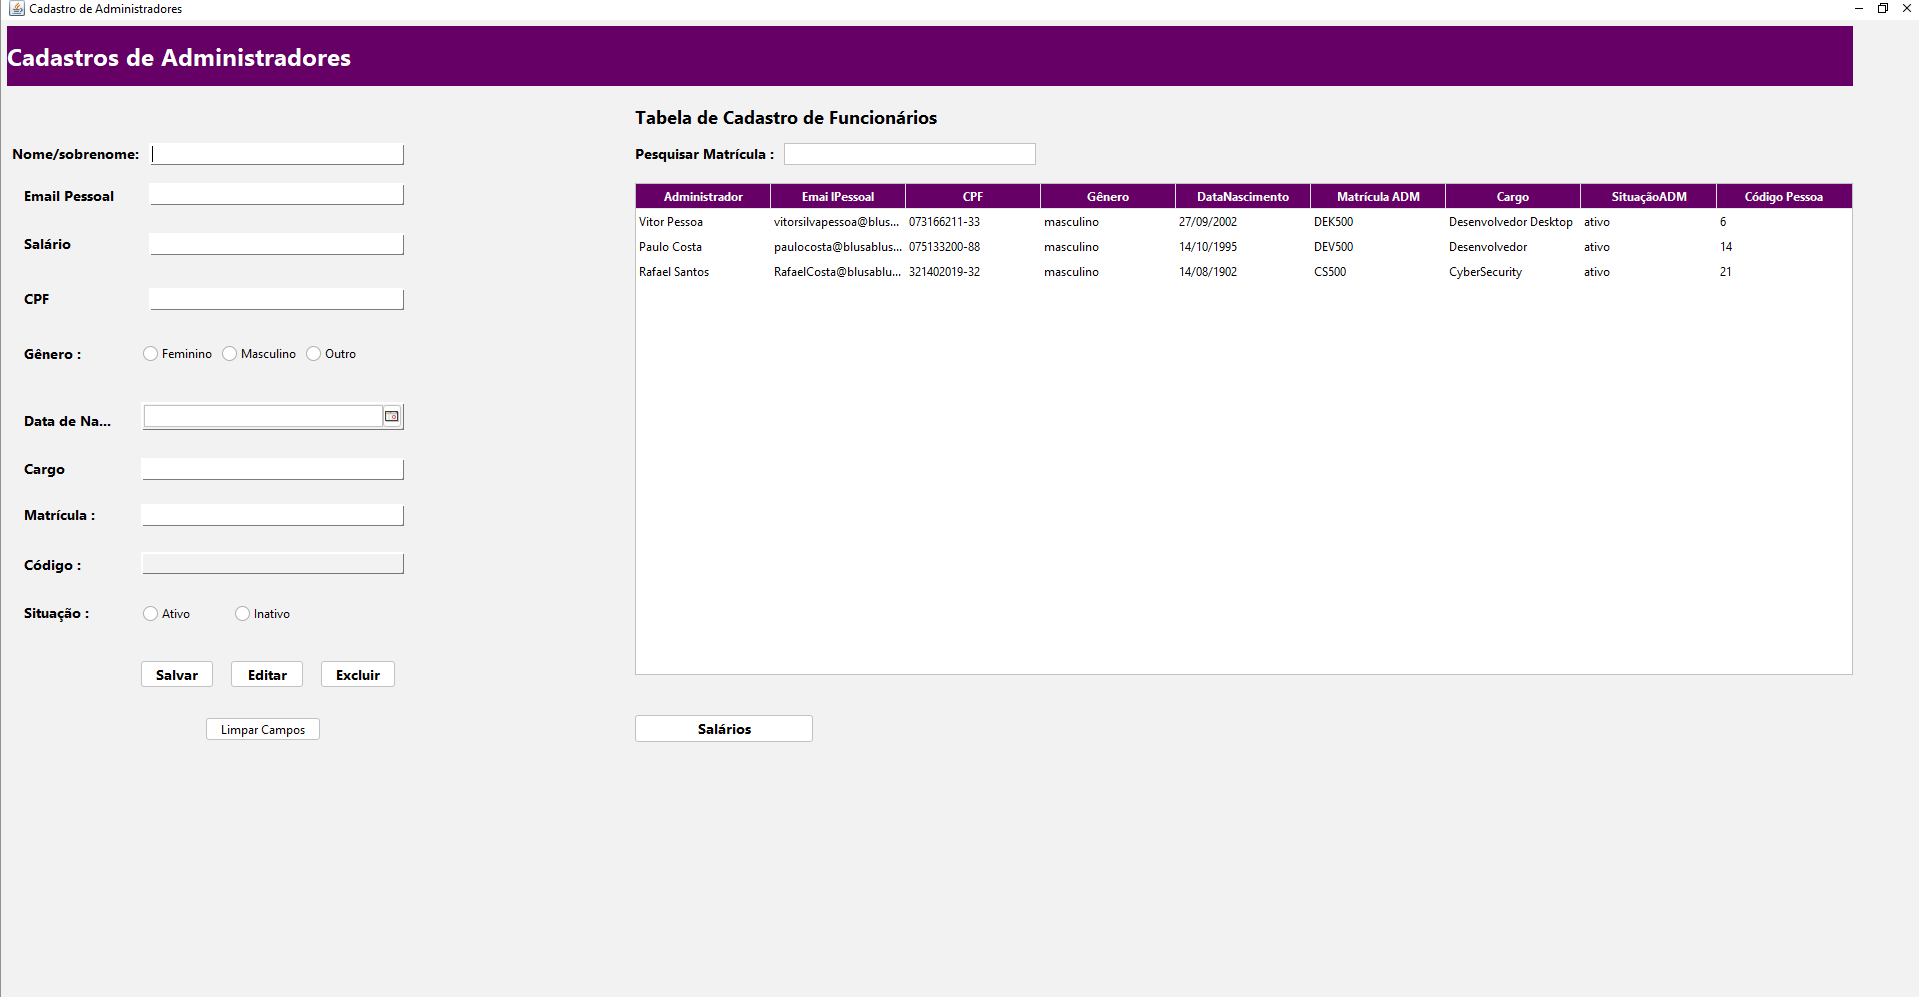 Cadastro de Administradores
Cadastros de Administradores
Nome/sobrenome:
Email Pessoal
Salário
CPF
Gênero : Feminino Masculino Outro
Data de Na...
Cargo
Matrícula :
Código :
Situação : Ativo Inativo
Salvar Editar Excluir
Limpar Campos
Tabela de Cadastro de Funcionários
Pesquisar Matrícula :
Administrador Emai lPessoal CPF Gênero DataNascimento Matrícula ADM Cargo SituaçãoADM Código Pessoa
Vitor Pessoa vitorsilvapessoa@blus... 073166211-33 masculino 27/09/2002 DEK500 Desenvolvedor Desktop ativo 6
Paulo Costa paulocosta@blusablus... 075133200-88 masculino 14/10/1995 DEV500 Desenvolvedor ativo 14
Rafael Santos RafaelCosta@blusablu... 321402019-32 masculino 14/08/1902 CS500 CyberSecurity ativo 21
Salários